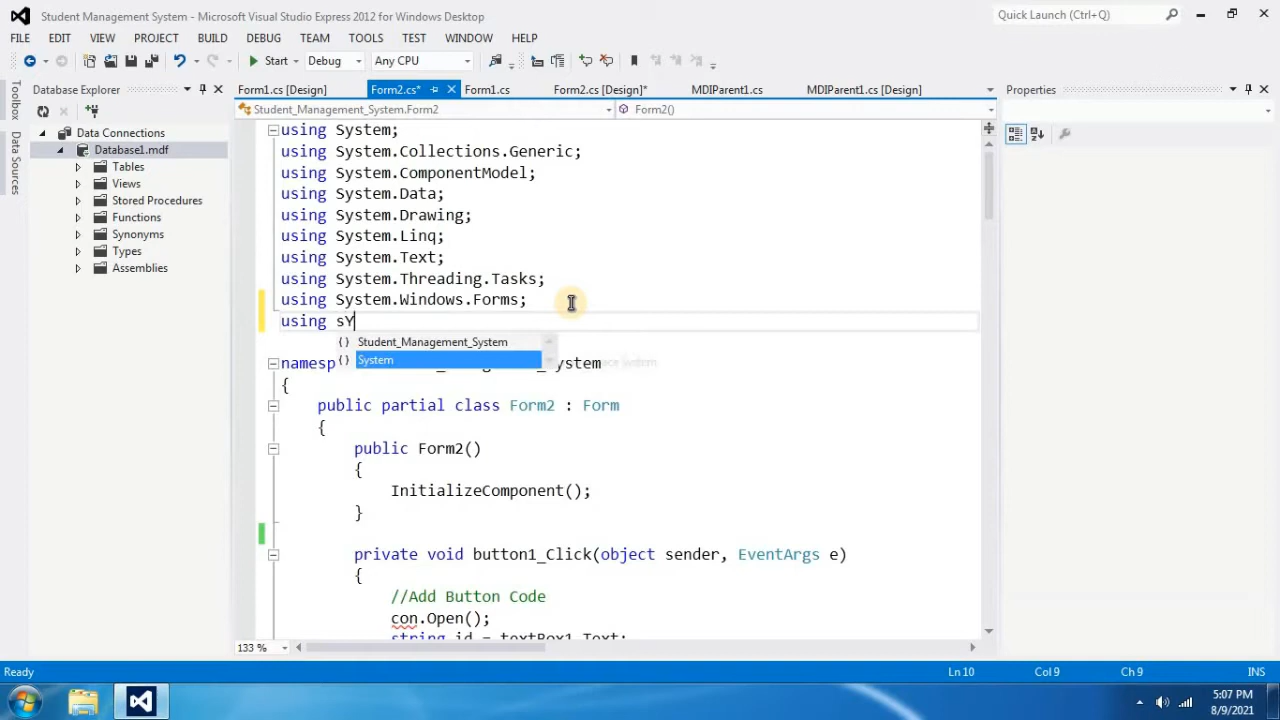 Student Management System - Microsoft Visual Studio Express 2012 for Windows Desktop
Quick Launch (Ctrl+Q)
FILE EDIT VIEW PROJECT BUILD DEBUG TEAM TOOLS TEST WINDOW HELP
Start Debug Any CPU
Toolbox
Data Sources
Database Explorer
Data Connections
Database1.mdf
Tables
Views
Stored Procedures
Functions
Synonyms
Types
Assemblies
Form1.cs [Design] Form2.cs* Form1.cs Form2.cs [Design]* MDIParent1.cs MDIParent1.cs [Design]
Student_Management_System.Form2 Form2()
using System;
using System.Collections.Generic;
using System.ComponentModel;
using System.Data;
using System.Drawing;
using System.Linq;
using System.Text;
using System.Threading.Tasks;
using System.Windows.Forms;
using sY
{} Student_Management_System
{} System
namesp
ystem
{
public partial class Form2 : Form
{
public Form2()
{
InitializeComponent();
}
private void button1_Click(object sender, EventArgs e)
{
//Add Button Code
con.Open();
string id = textBox1.Text;
133 %
Properties
Ready Ln 10 Col 9 Ch 9 INS
5:07 PM
8/9/2021